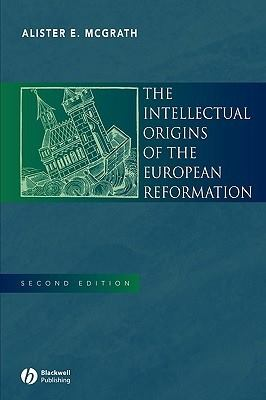 ALISTER E. MCGRATH
THE
INTELLECTUAL
ORIGINS
OF THE
EUROPEAN
REFORMATION
SECOND EDITION
Blackwell
Publishing